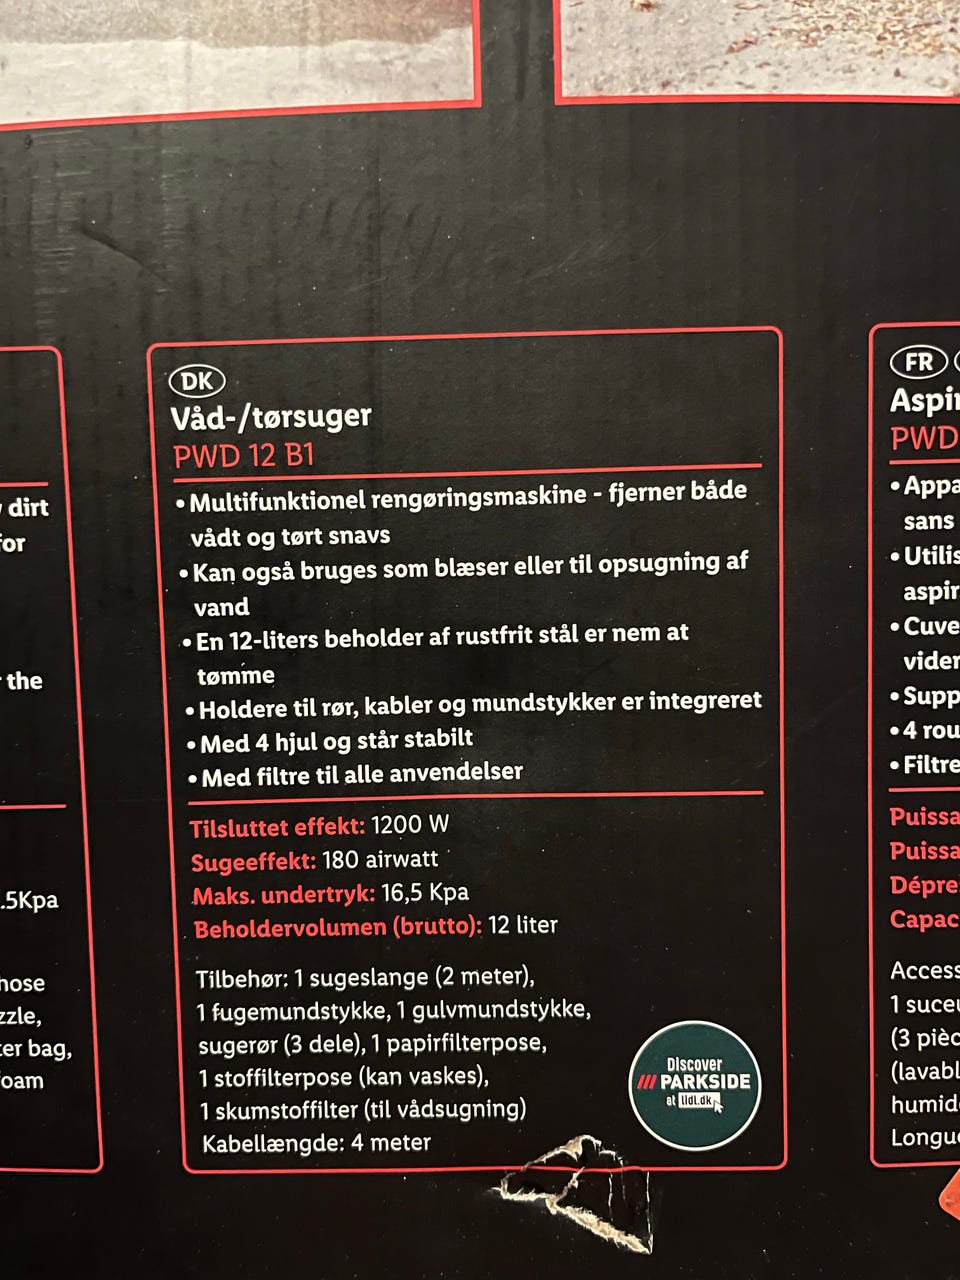 dirt
for
the
.5Kpa
hose
zzle,
ter bag,
foam
DK
Våd-/tørsuger
PWD 12 B1
• Multifunktionel rengøringsmaskine - fjerner både
vådt og tørt snavs
• Kan også bruges som blæser eller til opsugning af
vand
• En 12-liters beholder af rustfrit stål er nem at
tømme
• Holdere til rør, kabler og mundstykker er integreret
• Med 4 hjul og står stabilt
• Med filtre til alle anvendelser
Tilsluttet effekt: 1200 W
Sugeeffekt: 180 airwatt
Maks. undertryk: 16,5 Kpa
Beholdervolumen (brutto): 12 liter
Tilbehør: 1 sugeslange (2 meter),
1 fugemundstykke, 1 gulvmundstykke,
sugerør (3 dele), 1 papirfilterpose,
1 stoffilterpose (kan vaskes),
1 skumstoffilter (til vådsugning)
Kabellængde: 4 meter
Discover
/// PARKSIDE
at lidl.dk
FR
Aspir
PWD
• Appa
sans
• Utilis
aspir
• Cuve
vider
• Supp
• 4 rou
• Filtre
Puissa
Puissa
Dépre
Capac
Access
1 suceu
(3 pièc
(lavabl
humid
Longu